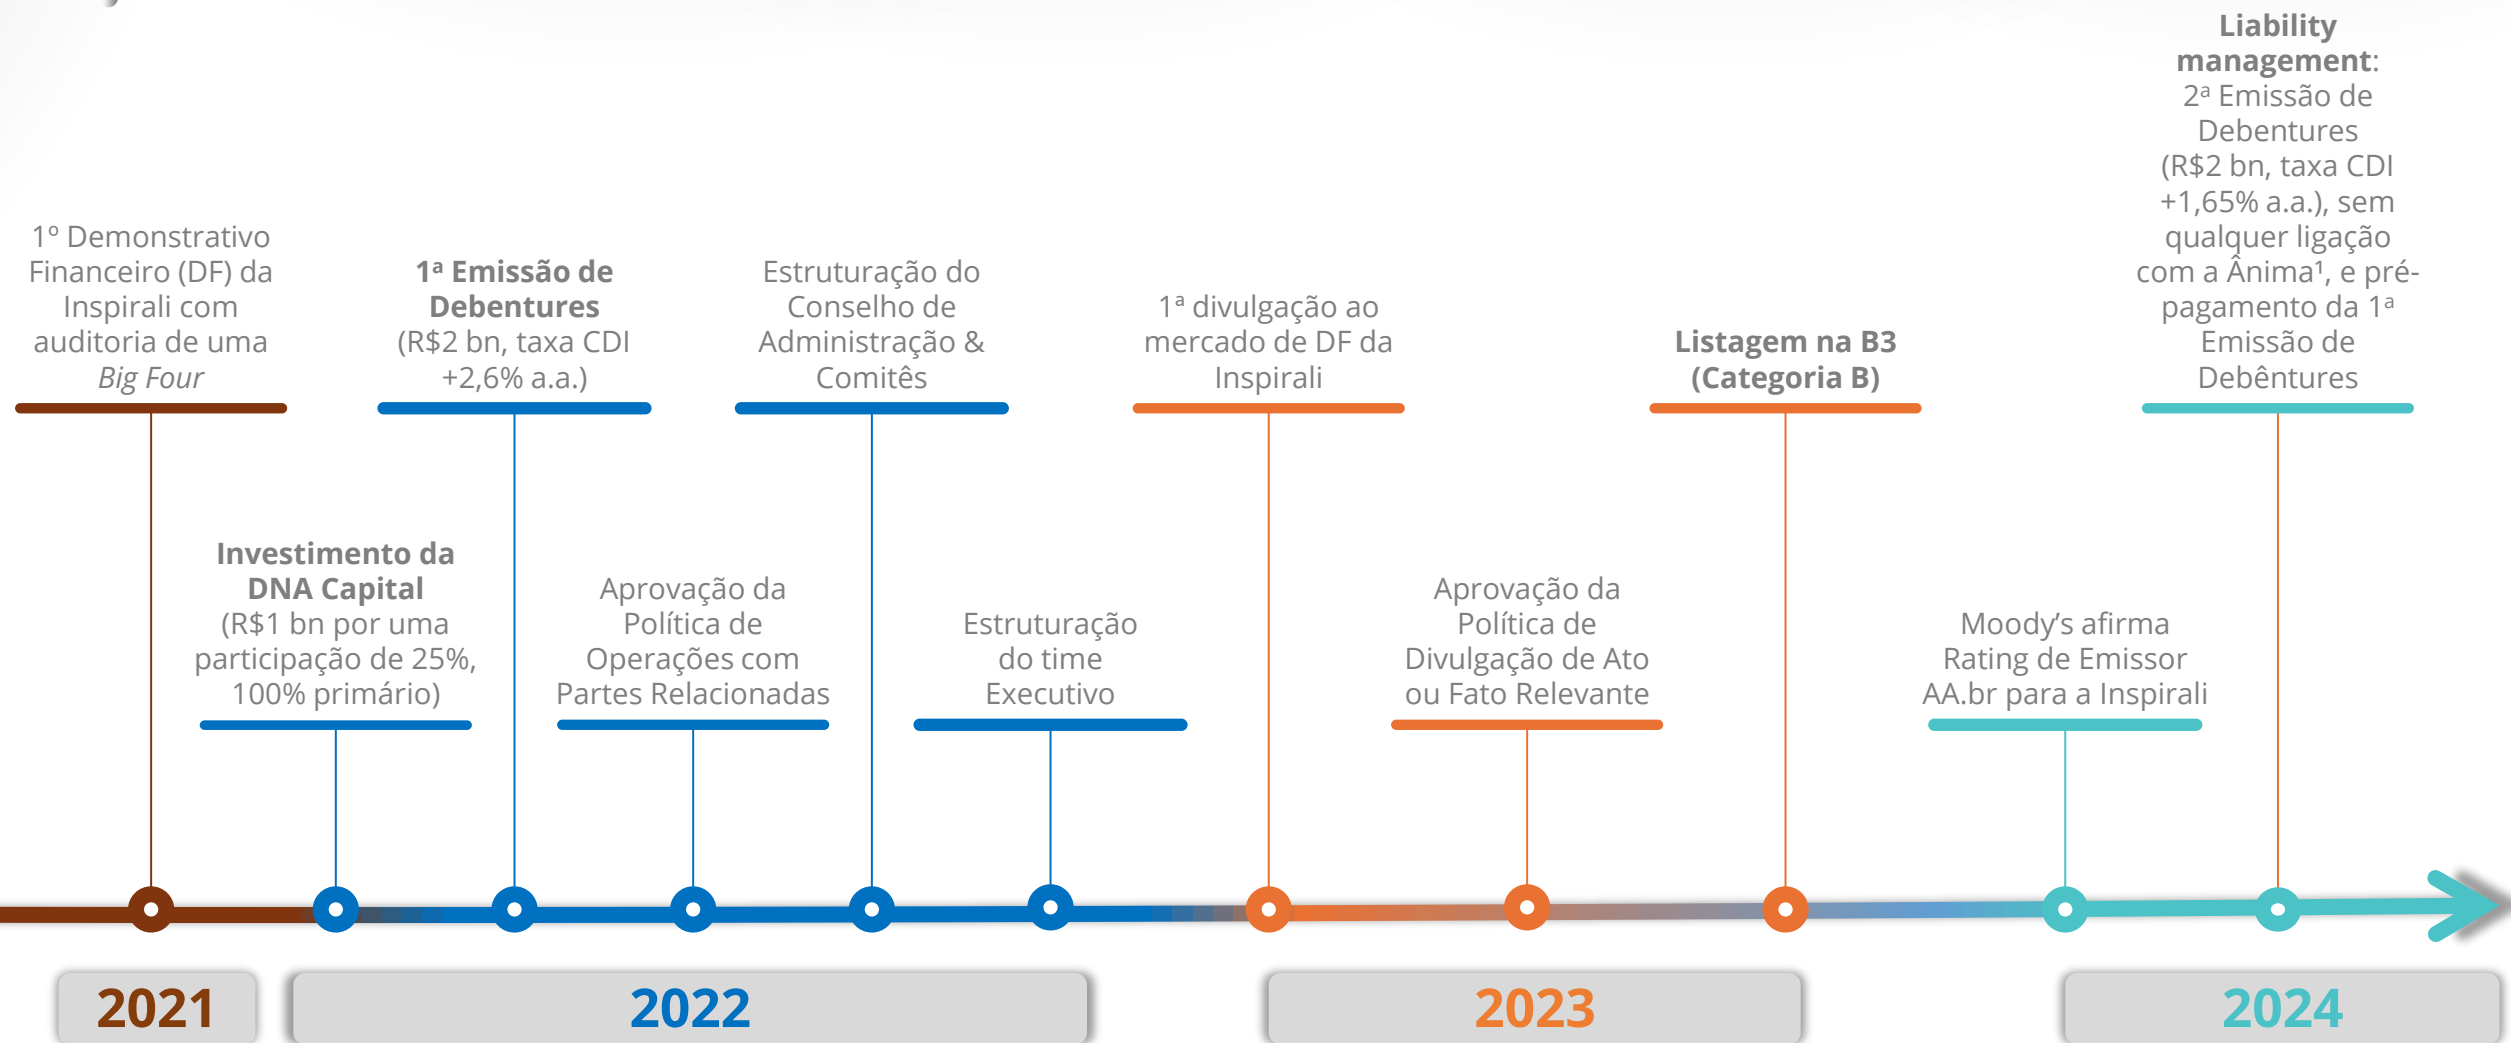 1º Demonstrativo
Financeiro (DF) da
Inspirali com
auditoria de uma
Big Four
Investimento da
DNA Capital
(R$1 bn por uma
participação de 25%,
100% primário)
1ª Emissão de
Debentures
(R$2 bn, taxa CDI
+2,6% a.a.)
Aprovação da
Política de
Operações com
Partes Relacionadas
Estruturação do
Conselho de
Administração &
Comitês
Estruturação
do time
Executivo
1ª divulgação ao
mercado de DF da
Inspirali
Aprovação da
Política de
Divulgação de Ato
ou Fato Relevante
Listagem na B3
(Categoria B)
Moody’s afirma
Rating de Emissor
AA.br para a Inspirali
Liability
management:
2ª Emissão de
Debentures
(R$2 bn, taxa CDI
+1,65% a.a.), sem
qualquer ligação
com a Ânima¹, e pré-
pagamento da 1ª
Emissão de
Debêntures
2021
2022
2023
2024